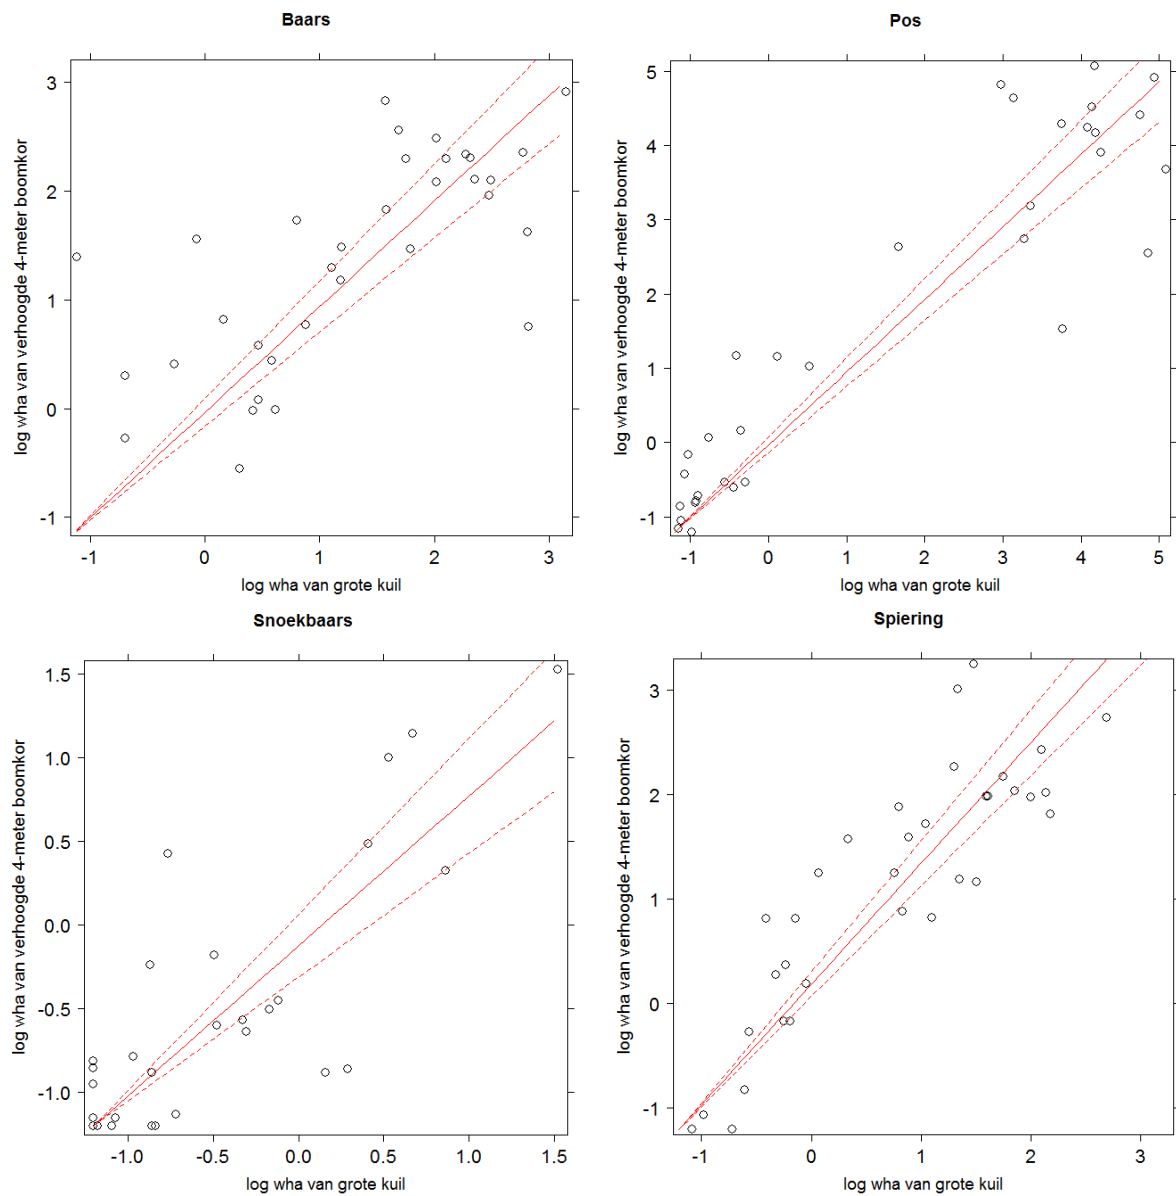 Baars
log wha van verhoogde 4-meter boomkor
3
2
1
0
-1
-1 0 1 2 3
log wha van grote kuil
Pos
log wha van verhoogde 4-meter boomkor
5
4
3
2
1
0
-1
-1 0 1 2 3 4 5
log wha van grote kuil
Snoekbaars
log wha van verhoogde 4-meter boomkor
1.5
1.0
0.5
0.0
-0.5
-1.0
-1.0 -0.5 0.0 0.5 1.0 1.5
log wha van grote kuil
Spiering
log wha van verhoogde 4-meter boomkor
3
2
1
0
-1
-1 0 1 2 3
log wha van grote kuil